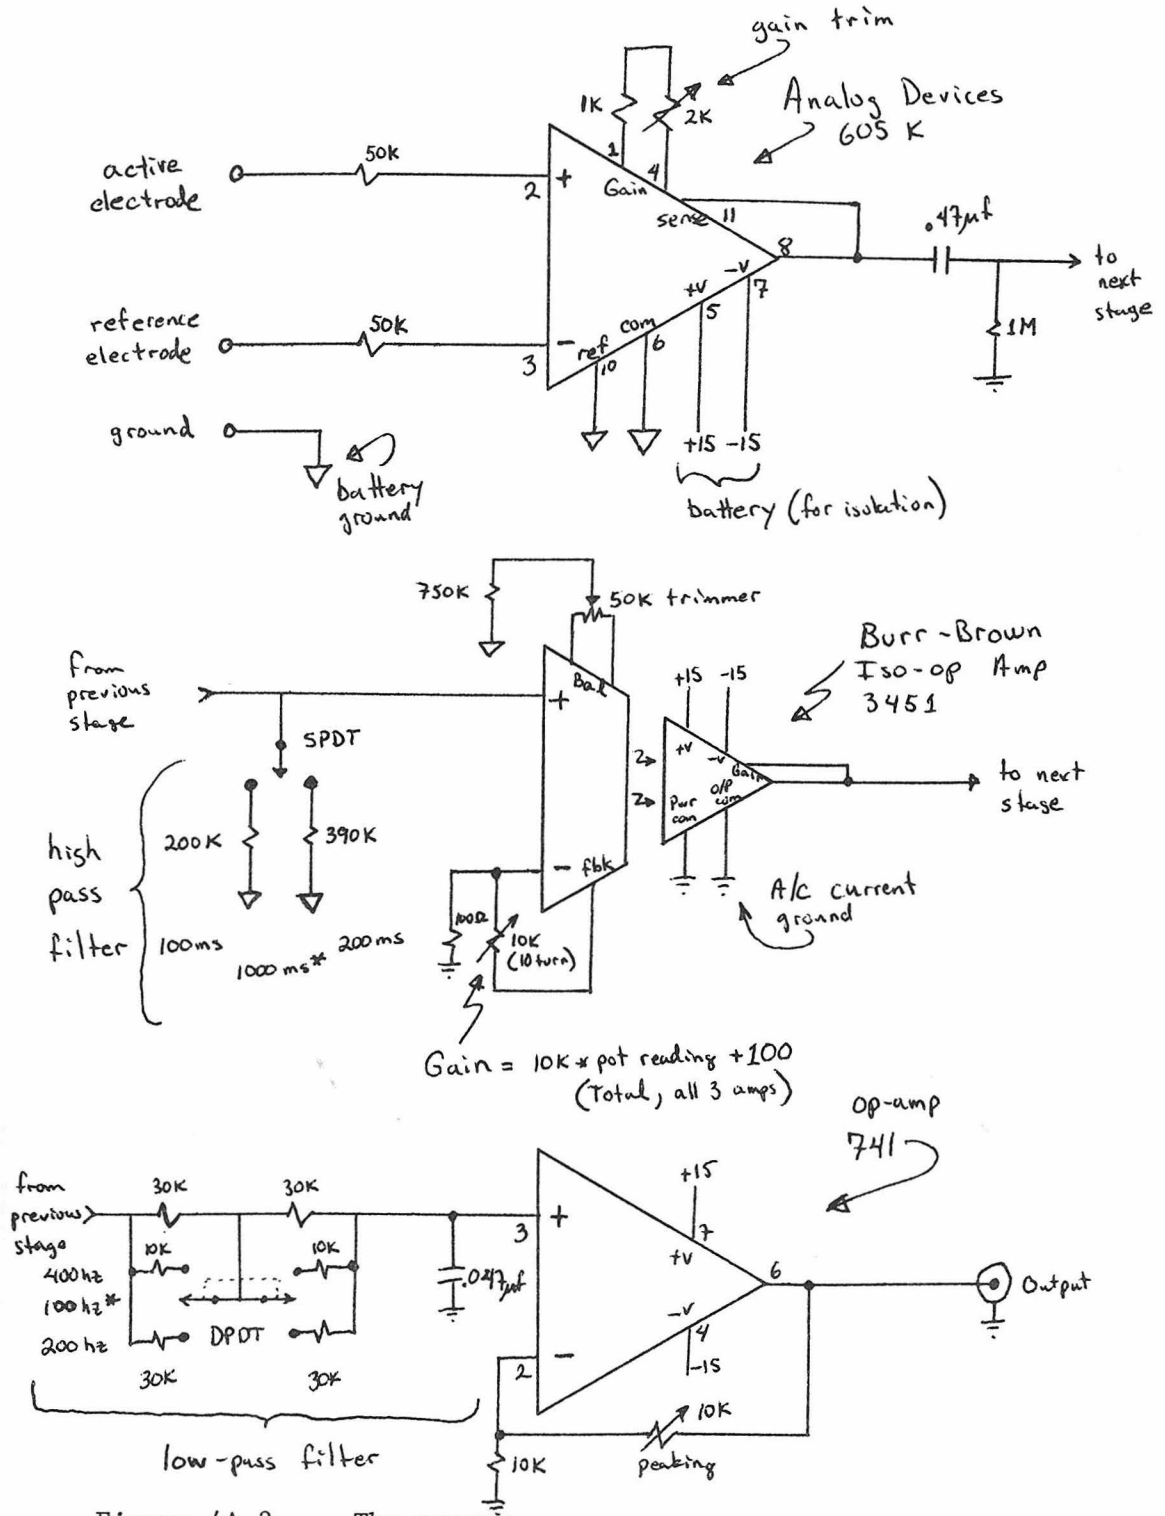 gain trim
1K
2K
Analog Devices
605 K
active
electrode
50K
2
+
1
4
Gain
sense
11
8
.47µf
to
next
stage
-V
7
+V
5
1M
reference
electrode
50K
3
-
ref
10
com
6
ground
+15 -15
battery
ground
battery (for isolation)
750K
50K trimmer
Burr-Brown
Iso-op Amp
3451
from
previous
stage
+
Bal
+15 -15
SPDT
+V
-V
Gain
O/P
com
Pwr
com
to next
stage
200K
390K
high
pass
filter
- fbk
A/C current
ground
100Ω
10K
(10turn)
100ms
1000 ms*
200ms
Gain = 10K * pot reading +100
(Total, all 3 amps)
op-amp
741
from
previous
stage
30K
30K
+15
3
+
7
+V
10K
10K
400hz
100hz*
200hz
DPDT
.047µf
6
Output
-V
4
-15
30K
30K
2
-
10K
peaking
10K
low-pass filter